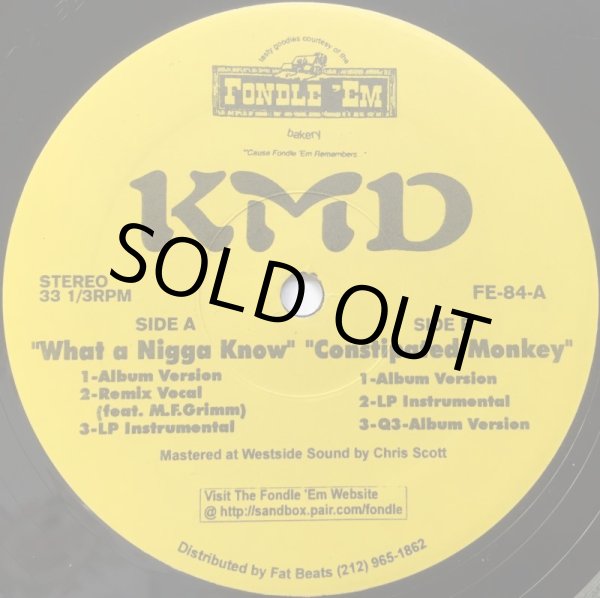 tasty goodies courtesy of the
FONDLE 'EM
bakery
"'Cause Fondle 'Em Remembers..."
KMD
STEREO
33 1/3RPM
FE-84-A
SOLD OUT
SIDE A
"What a Nigga Know"
1-Album Version
2-Remix Vocal
(feat. M.F.Grimm)
3-LP Instrumental
SIDE
"Constipated Monkey"
1-Album Version
2-LP Instrumental
3-Q3-Album Version
Mastered at Westside Sound by Chris Scott
Visit The Fondle 'Em Website
@ http://sandbox.pair.com/fondle
Distributed by Fat Beats (212) 965-1862